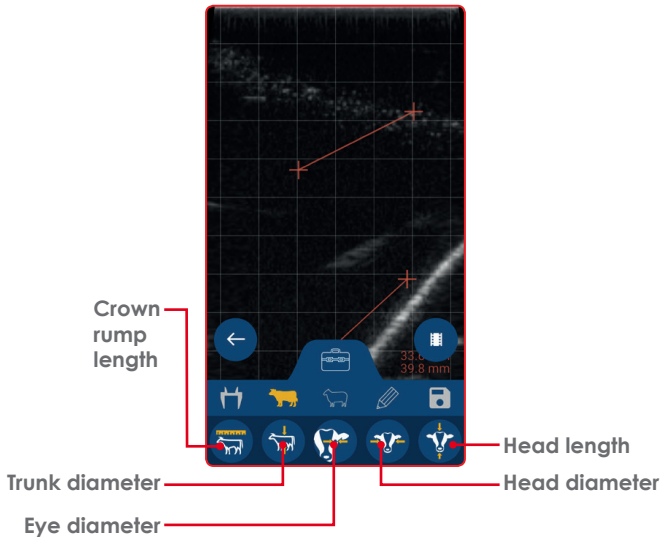 Crown
rump
length
39.8 mm
Trunk diameter
Head length
Head diameter
Eye diameter